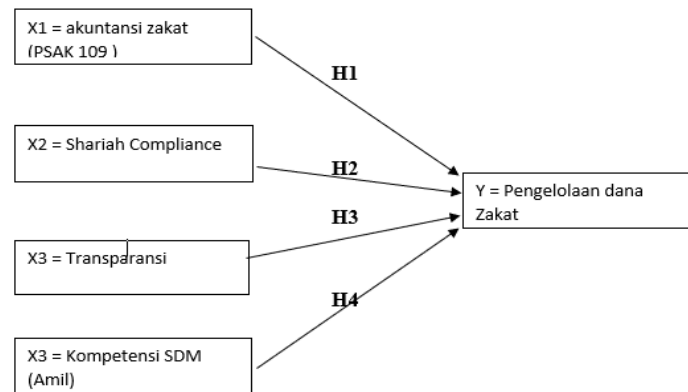 X1 = akuntansi zakat
(PSAK 109 )
H1
X2 = Shariah Compliance
H2
Y = Pengelolaan dana
Zakat
H3
X3 = Transparansi
H4
X3 = Kompetensi SDM
(Amil)